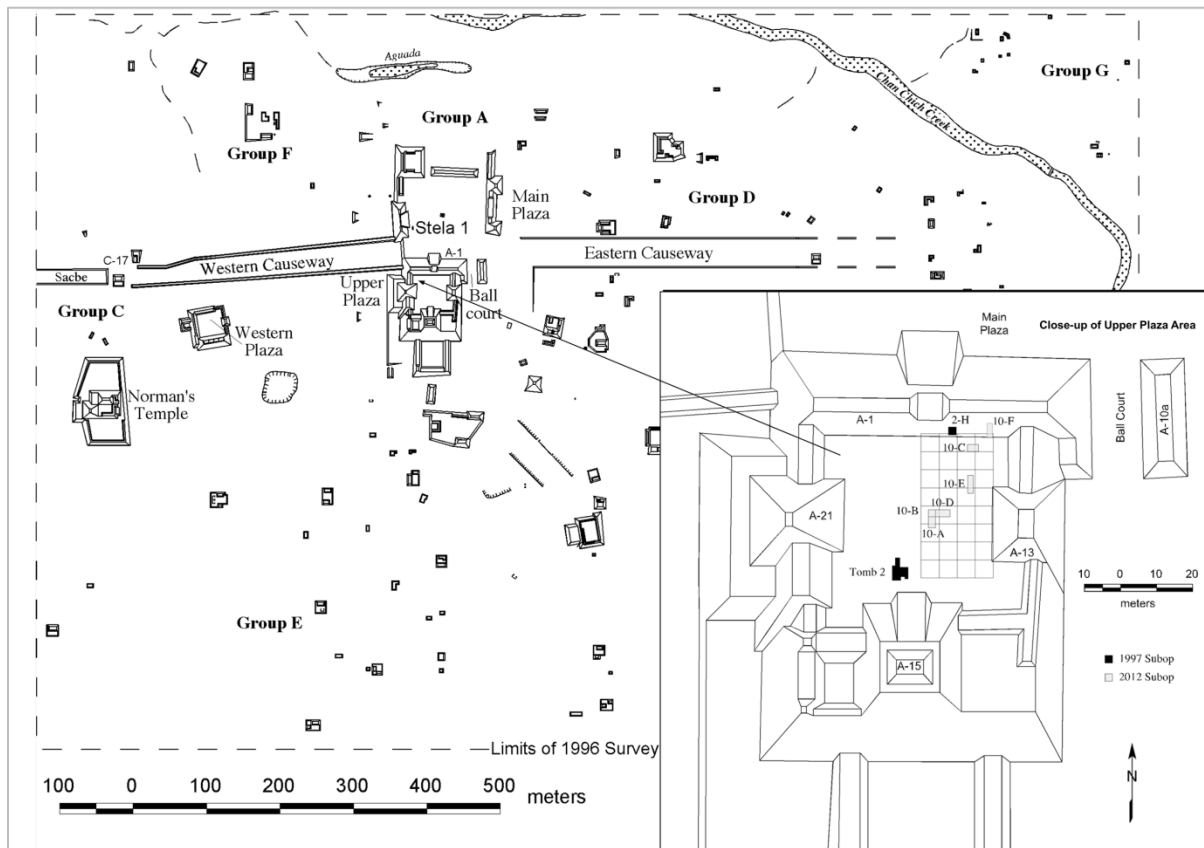 Aguada
Chan Chich Creek
Group G
Group A
Group F
Main
Plaza
Group D
Stela 1
C-17
A-1
Western Causeway
Eastern Causeway
Sacbe
Upper
Plaza
Ball
court
Group C
Western
Plaza
Norman's
Temple
Group E
Limits of 1996 Survey
100 0 100 200 300 400 500 meters
Main
Plaza
Close-up of Upper Plaza Area
A-1
2-H
10-F
Ball Court
A-10a
10-C
10-E
10-D
10-B
10-A
A-21
A-13
Tomb 2
10 0 10 20
meters
A-15
1997 Subop
2012 Subop
N